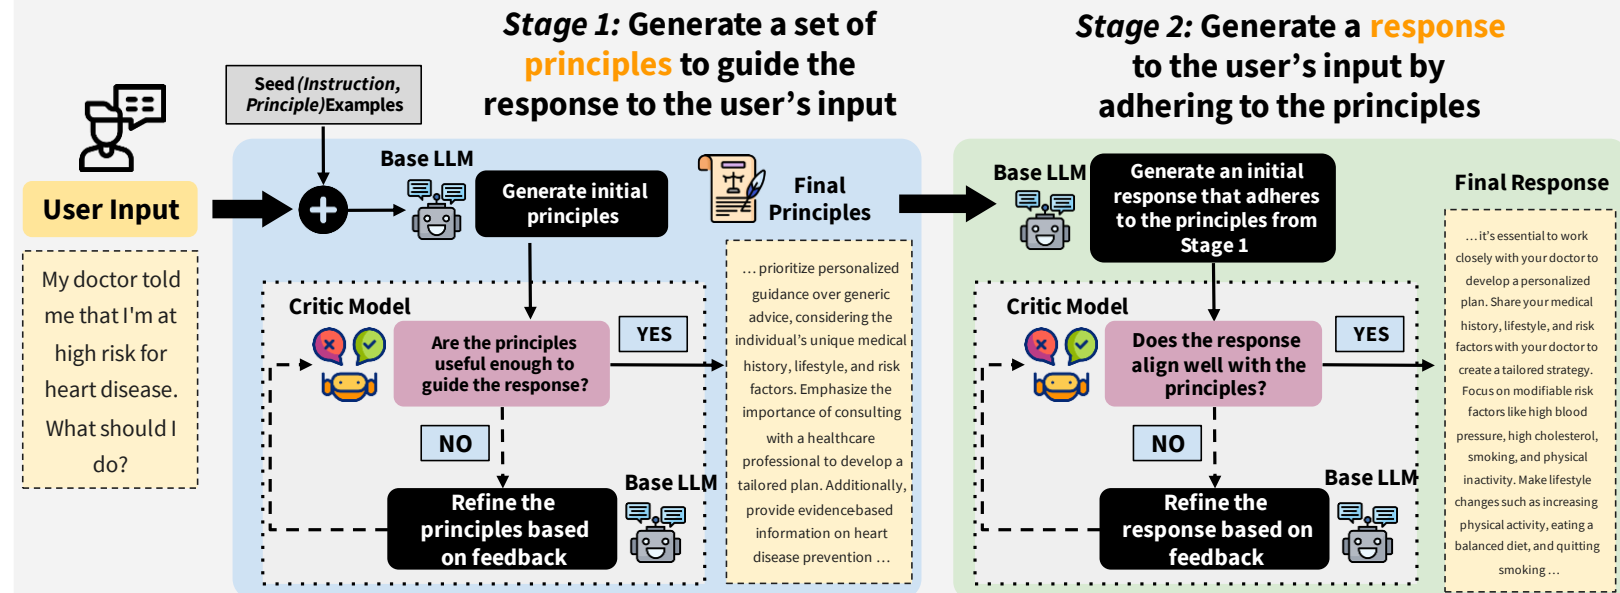 Stage 1: Generate a set of
principles to guide the
response to the user's input
Stage 2: Generate a response
to the user's input by
adhering to the principles
Seed (Instruction,
Principle)Examples
User Input
My doctor told
me that I'm at
high risk for
heart disease.
What should I
do?
Base LLM
Generate initial
principles
Final
Principles
Critic Model
Are the principles
useful enough to
guide the response?
YES
NO
Refine the
principles based
on feedback
Base LLM
... prioritize personalized
guidance over generic
advice, considering the
individual's unique medical
history, lifestyle, and risk
factors. Emphasize the
importance of consulting
with a healthcare
professional to develop a
tailored plan. Additionally,
provide evidencebased
information on heart
disease prevention ...
Base LLM
Generate an initial
response that adheres
to the principles from
Stage 1
Critic Model
Does the response
align well with the
principles?
YES
NO
Refine the
response based on
feedback
Base LLM
Final Response
... it's essential to work
closely with your doctor to
develop a personalized
plan. Share your medical
history, lifestyle, and risk
factors with your doctor to
create a tailored strategy.
Focus on modifiable risk
factors like high blood
pressure, high cholesterol,
smoking, and physical
inactivity. Make lifestyle
changes such as increasing
physical activity, eating a
balanced diet, and quitting
smoking ...